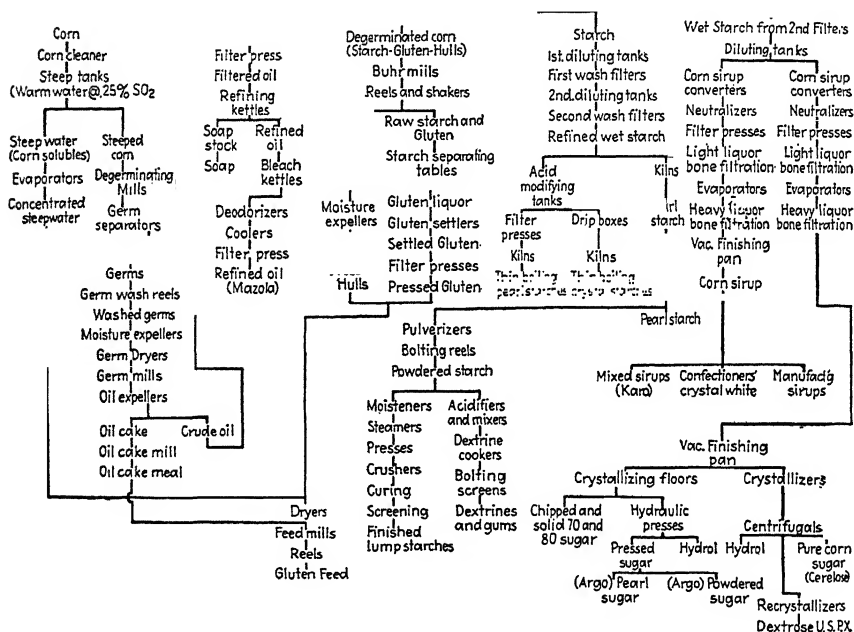 Corn
Corn cleaner
Steep tanks
(Warm water @.25% SO2
Steep water
(Corn solubles)
Evaporators
Concentrated
steepwater
Steeped
corn
Degerminating
Mills
Germ
separators
Filter press
Filtered oil
Refining
kettles
Soap
stock
Soap
Refined
oil
Bleach
kettles
Deodorizers
Coolers
Filter press
Refined oil
(Mazola)
Degerminated corn
(Starch-Gluten-Hulls)
Buhr mills
Reels and shakers
Raw starch and
Gluten
Starch separating
tables
Moisture
expellers
Hulls
Gluten liquor
Gluten settlers
Settled Gluten
Filter presses
Pressed Gluten
Starch
1st. diluting tanks
First wash filters
2nd. diluting tanks
Second wash filters
Refined wet starch
Acid
modifying
tanks
Filter
presses
Kilns
Thin boiling
pearl starches
Drip boxes
Kilns
Thin boiling
crystal starches
Kilns
rl
starch
Wet Starch from 2nd Filters
Diluting tanks
Corn sirup
converters
Neutralizers
Filter presses
Light liquor
bone filtration
Evaporators
Heavy liquor
bone filtration
Vac. Finishing
pan
Corn sirup
Corn sirup
converters
Neutralizers
Filter presses
Light liquor
bone filtration
Evaporators
Heavy liquor
bone filtration
Germs
Germ wash reels
Washed germs
Moisture expellers
Germ Dryers
Germ mills
Oil expellers
Oil cake
Crude oil
Oil cake mill
Oil cake meal
Pearl starch
Pulverizers
Bolting reels
Powdered starch
Moisteners
Steamers
Presses
Crushers
Curing
Screening
Finished
lump starches
Acidifiers
and mixers
Dextrine
cookers
Bolting
screens
Dextrines
and gums
Dryers
Feed mills
Reels
Gluten Feed
Mixed sirups
(Karo)
Confectioners'
crystal white
Manufac'g
sirups
Vac. Finishing
pan
Crystallizing floors
Crystallizers
Chipped and
solid 70 and
80 sugar
Hydraulic
presses
Pressed
sugar
Hydrol
(Argo) Pearl
sugar
(Argo) Powdered
sugar
Centrifugals
Hydrol
Pure corn
sugar
(Cerelose)
Recrystallizers
Dextrose U.S.P.X.